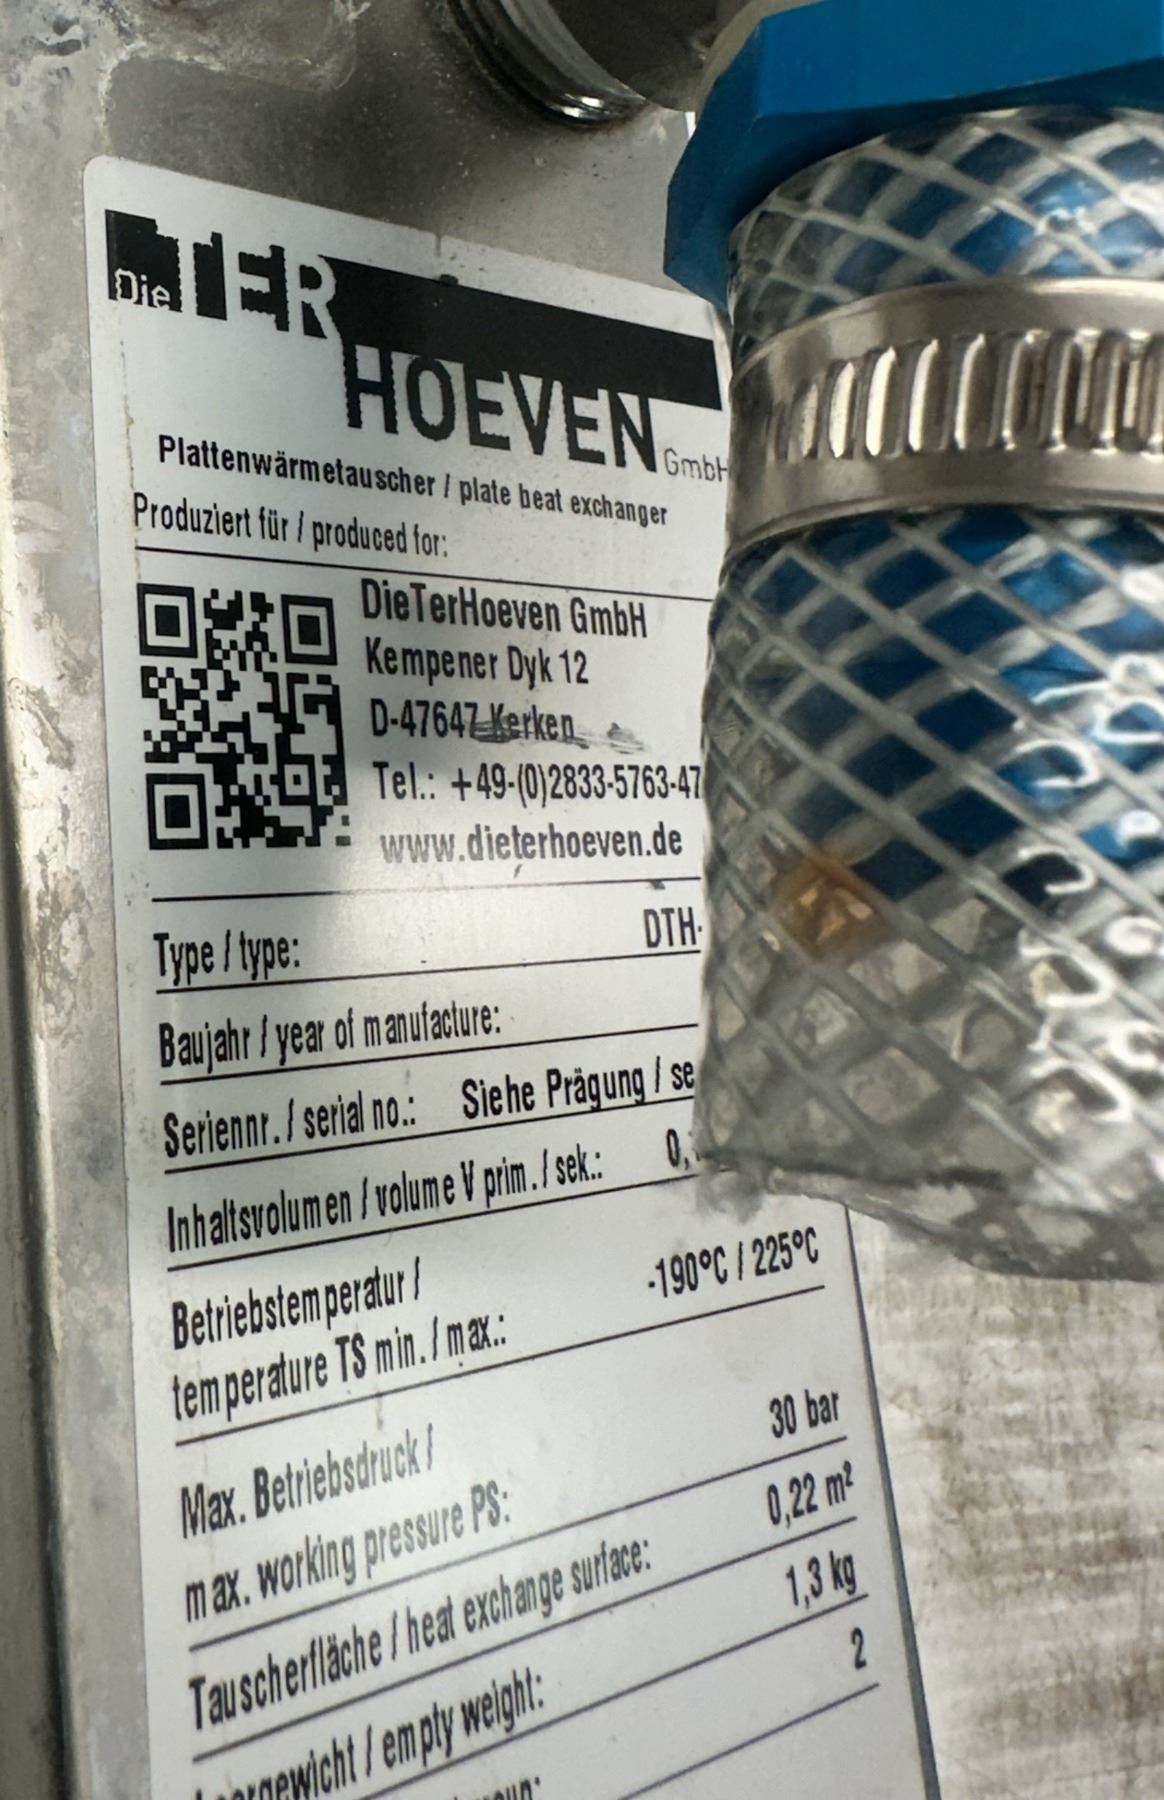 Die TER
HOEVEN GmbH
Plattenwärmetauscher / plate beat exchanger
Produziert für / produced for:
DieTerHoeven GmbH
Kempener Dyk 12
D-47647 Kerken
Tel.: +49-(0)2833-5763-47
www.dieterhoeven.de
Type / type: DTH-
Baujahr / year of manufacture:
Seriennr. / serial no.: Siehe Prägung / se
Inhaltsvolumen / volume V prim. / sek.: 0,
Betriebstemperatur /
temperature TS min. / max.: -190°C / 225°C
Max. Betriebsdruck /
max. working pressure PS: 30 bar
Tauscherfläche / heat exchange surface: 0,22 m²
/ empty weight: 1,3 kg
2